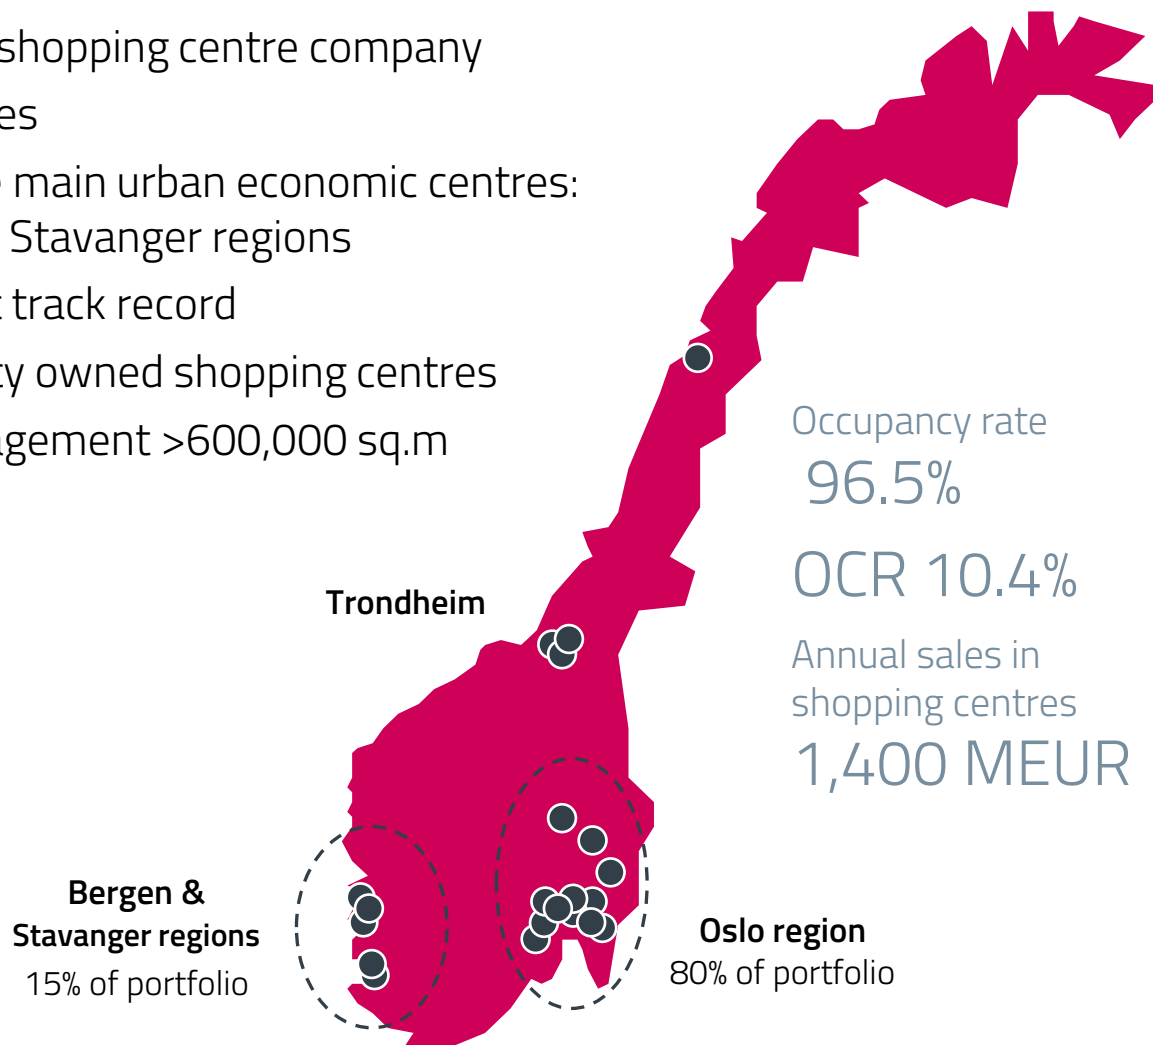 shopping centre company
es
main urban economic centres:
Stavanger regions
track record
ty owned shopping centres
agement >600,000 sq.m
Occupancy rate
96.5%
OCR 10.4%
Annual sales in
shopping centres
1,400 MEUR
Trondheim
Bergen &
Stavanger regions
15% of portfolio
Oslo region
80% of portfolio